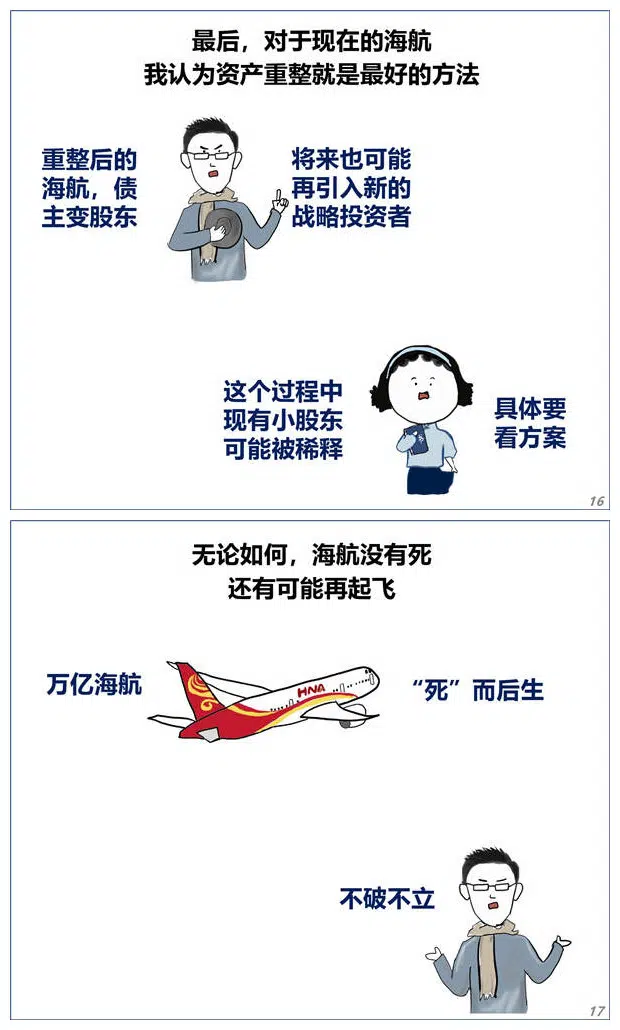 最后，对于现在的海航
我认为资产重整就是最好的方法
重整后的
海航，债
主变股东
将来也可能
再引入新的
战略投资者
这个过程中
现有小股东
可能被稀释
具体要
看方案
16
无论如何，海航没有死
还有可能再起飞
万亿海航
HNA
“死”而后生
不破不立
17